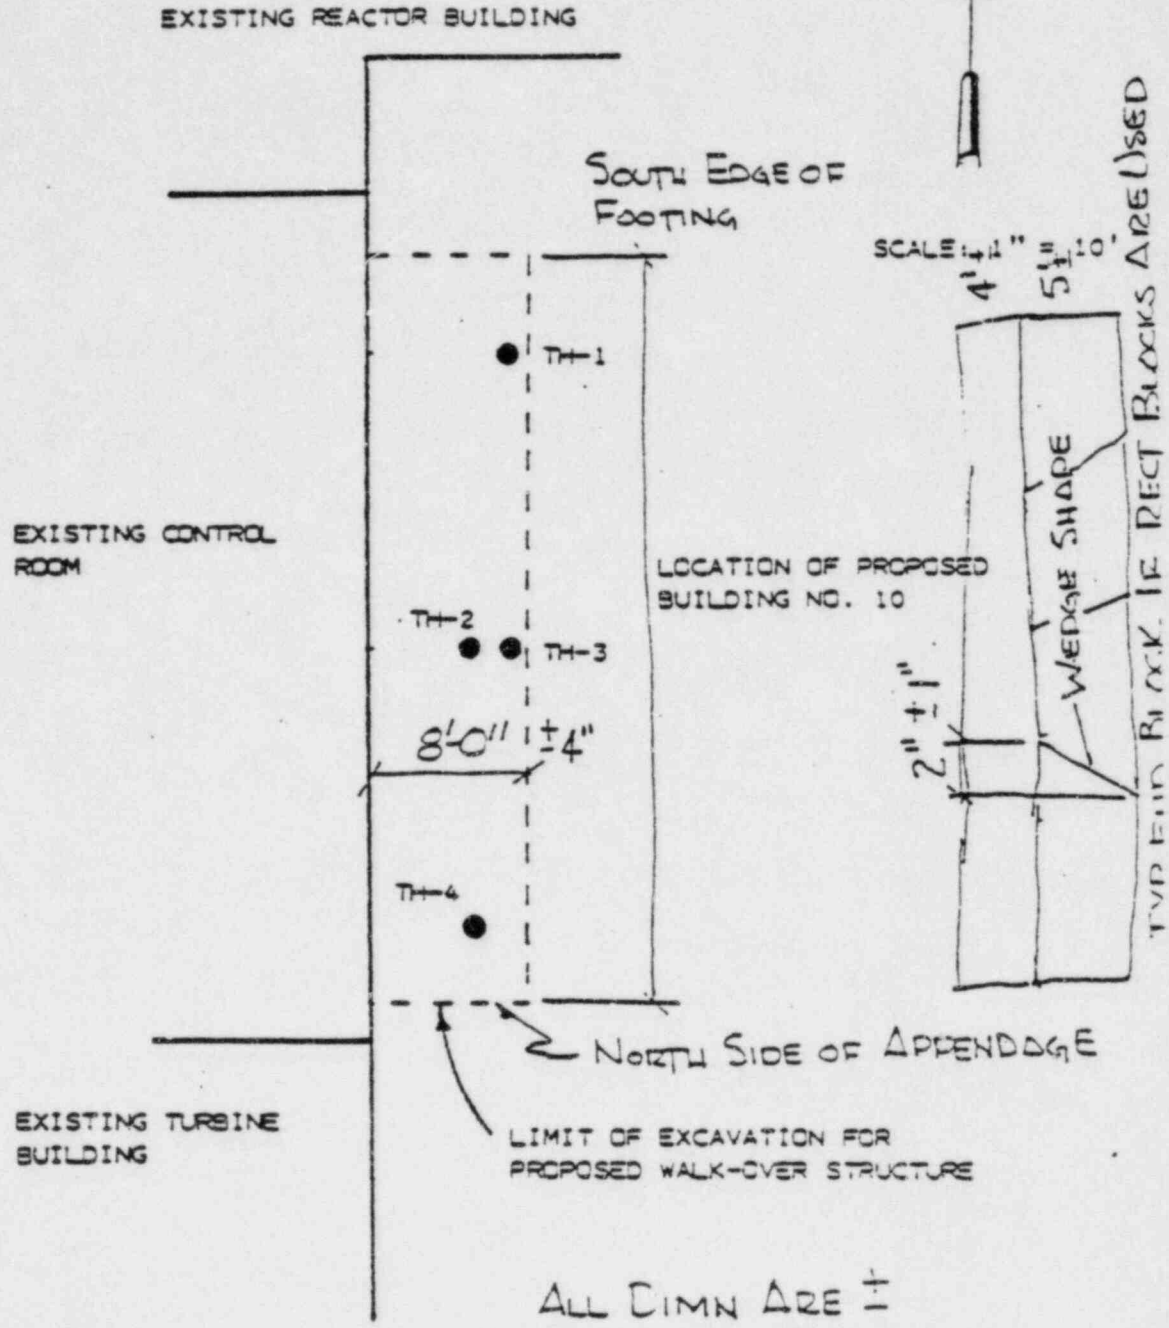 EXISTING REACTOR BUILDING
SOUTH EDGE OF
FOOTING
SCALE: 1" = 10'
4' ±
5' ±
TH-1
EXISTING CONTROL
ROOM
LOCATION OF PROPOSED
BUILDING NO. 10
TH-2
TH-3
8'-0" ± 4"
2" ± 1"
WEDGE SHAPE
TYP END BLOCK. IF RECT BLOCKS ARE USED
TH-4
NORTH SIDE OF APPENDAGE
EXISTING TURBINE
BUILDING
LIMIT OF EXCAVATION FOR
PROPOSED WALK-OVER STRUCTURE
ALL DIMN ARE ±